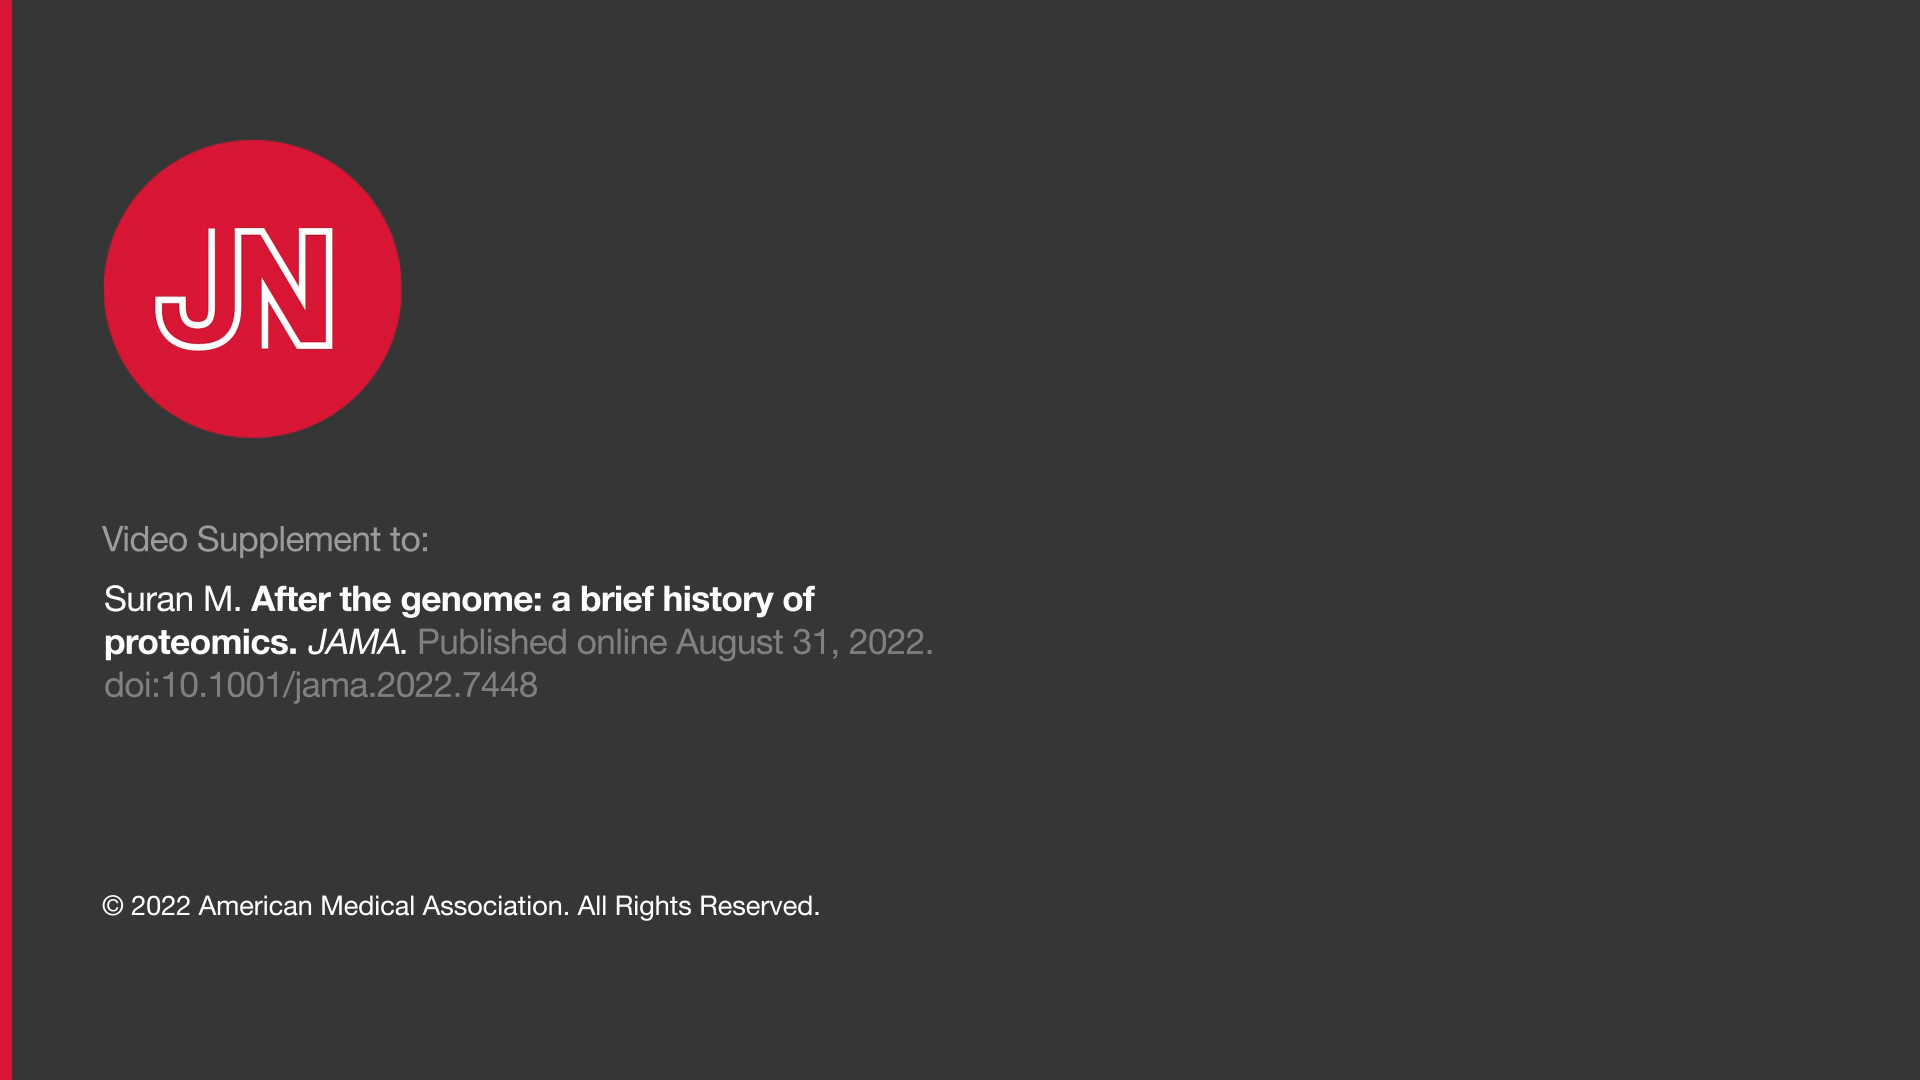 JN
Video Supplement to:
Suran M. After the genome: a brief history of
proteomics. JAMA. Published online August 31, 2022.
doi:10.1001/jama.2022.7448
© 2022 American Medical Association. All Rights Reserved.